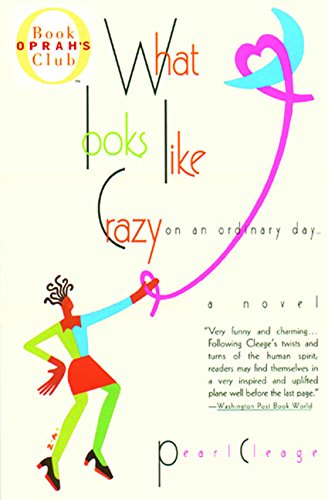 Book
OPRAH'S
Club
TM
What
looks like
Crazy on an ordinary day...
a novel
"Very funny and charming...
Following Cleage's twists and
turns of the human spirit,
readers may find themselves in
a very inspired and uplifted
plane well before the last page."
—Washington Post Book World
pearl Cleage